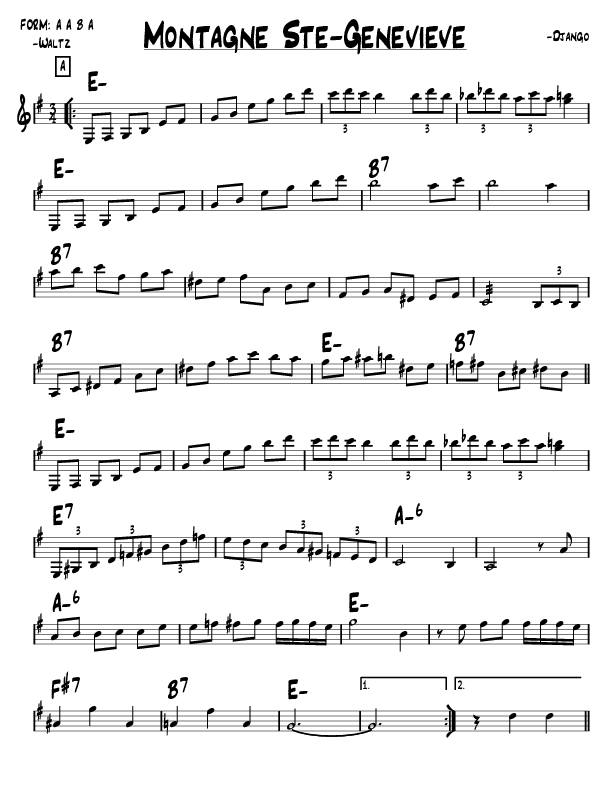 FORM: A A B A
-WALTZ
MONTAGNE STE-GENEVIEVE
-DJANGO
A
E-
3
4
3 3 3 3
E- B7
B7
3
B7 E- B7
E-
3 3 3 3
E7 A-6
3 3 3 3 3 3
A-6 E-
F#7 B7 E- 1. 2.